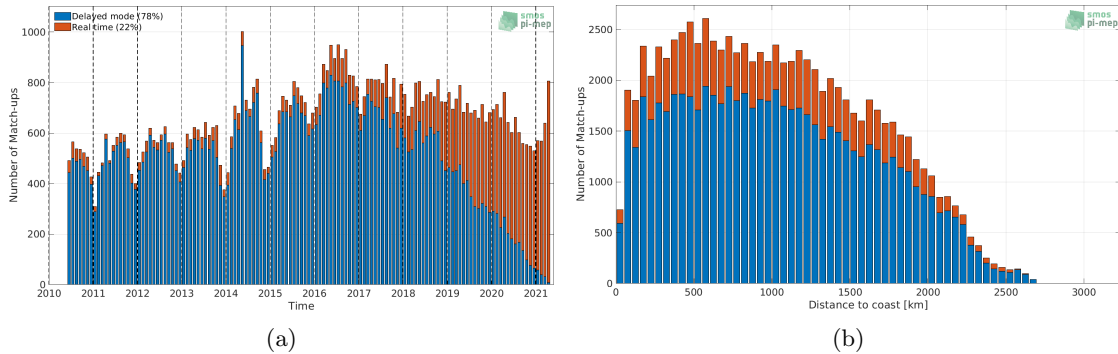 Delayed mode (78%)
Real time (22%)
smos
pi-mep
Number of Match-ups
1000
800
600
400
200
0
2010 2011 2012 2013 2014 2015 2016 2017 2018 2019 2020 2021
Time
(a)
smos
pi-mep
Number of Match-ups
2500
2000
1500
1000
500
0
0 500 1000 1500 2000 2500 3000
Distance to coast [km]
(b)